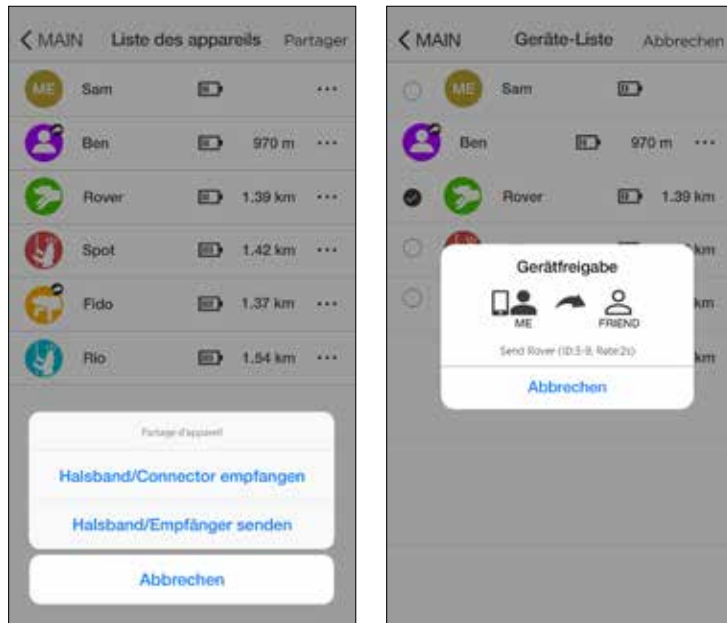 MAIN Liste des appareils Partager
ME Sam
Ben 970 m
Rover 1.39 km
Spot 1.42 km
Fido 1.37 km
Rio 1.54 km
Partage d'appareil
Halsband/Connector empfangen
Halsband/Empfänger senden
Abbrechen
MAIN Geräte-Liste Abbrechen
ME Sam
Ben 970 m
Rover 1.39 km
km
Gerätfreigabe
km
ME FRIEND
Send Rover (ID:3-9, Rate:2s)
km
Abbrechen